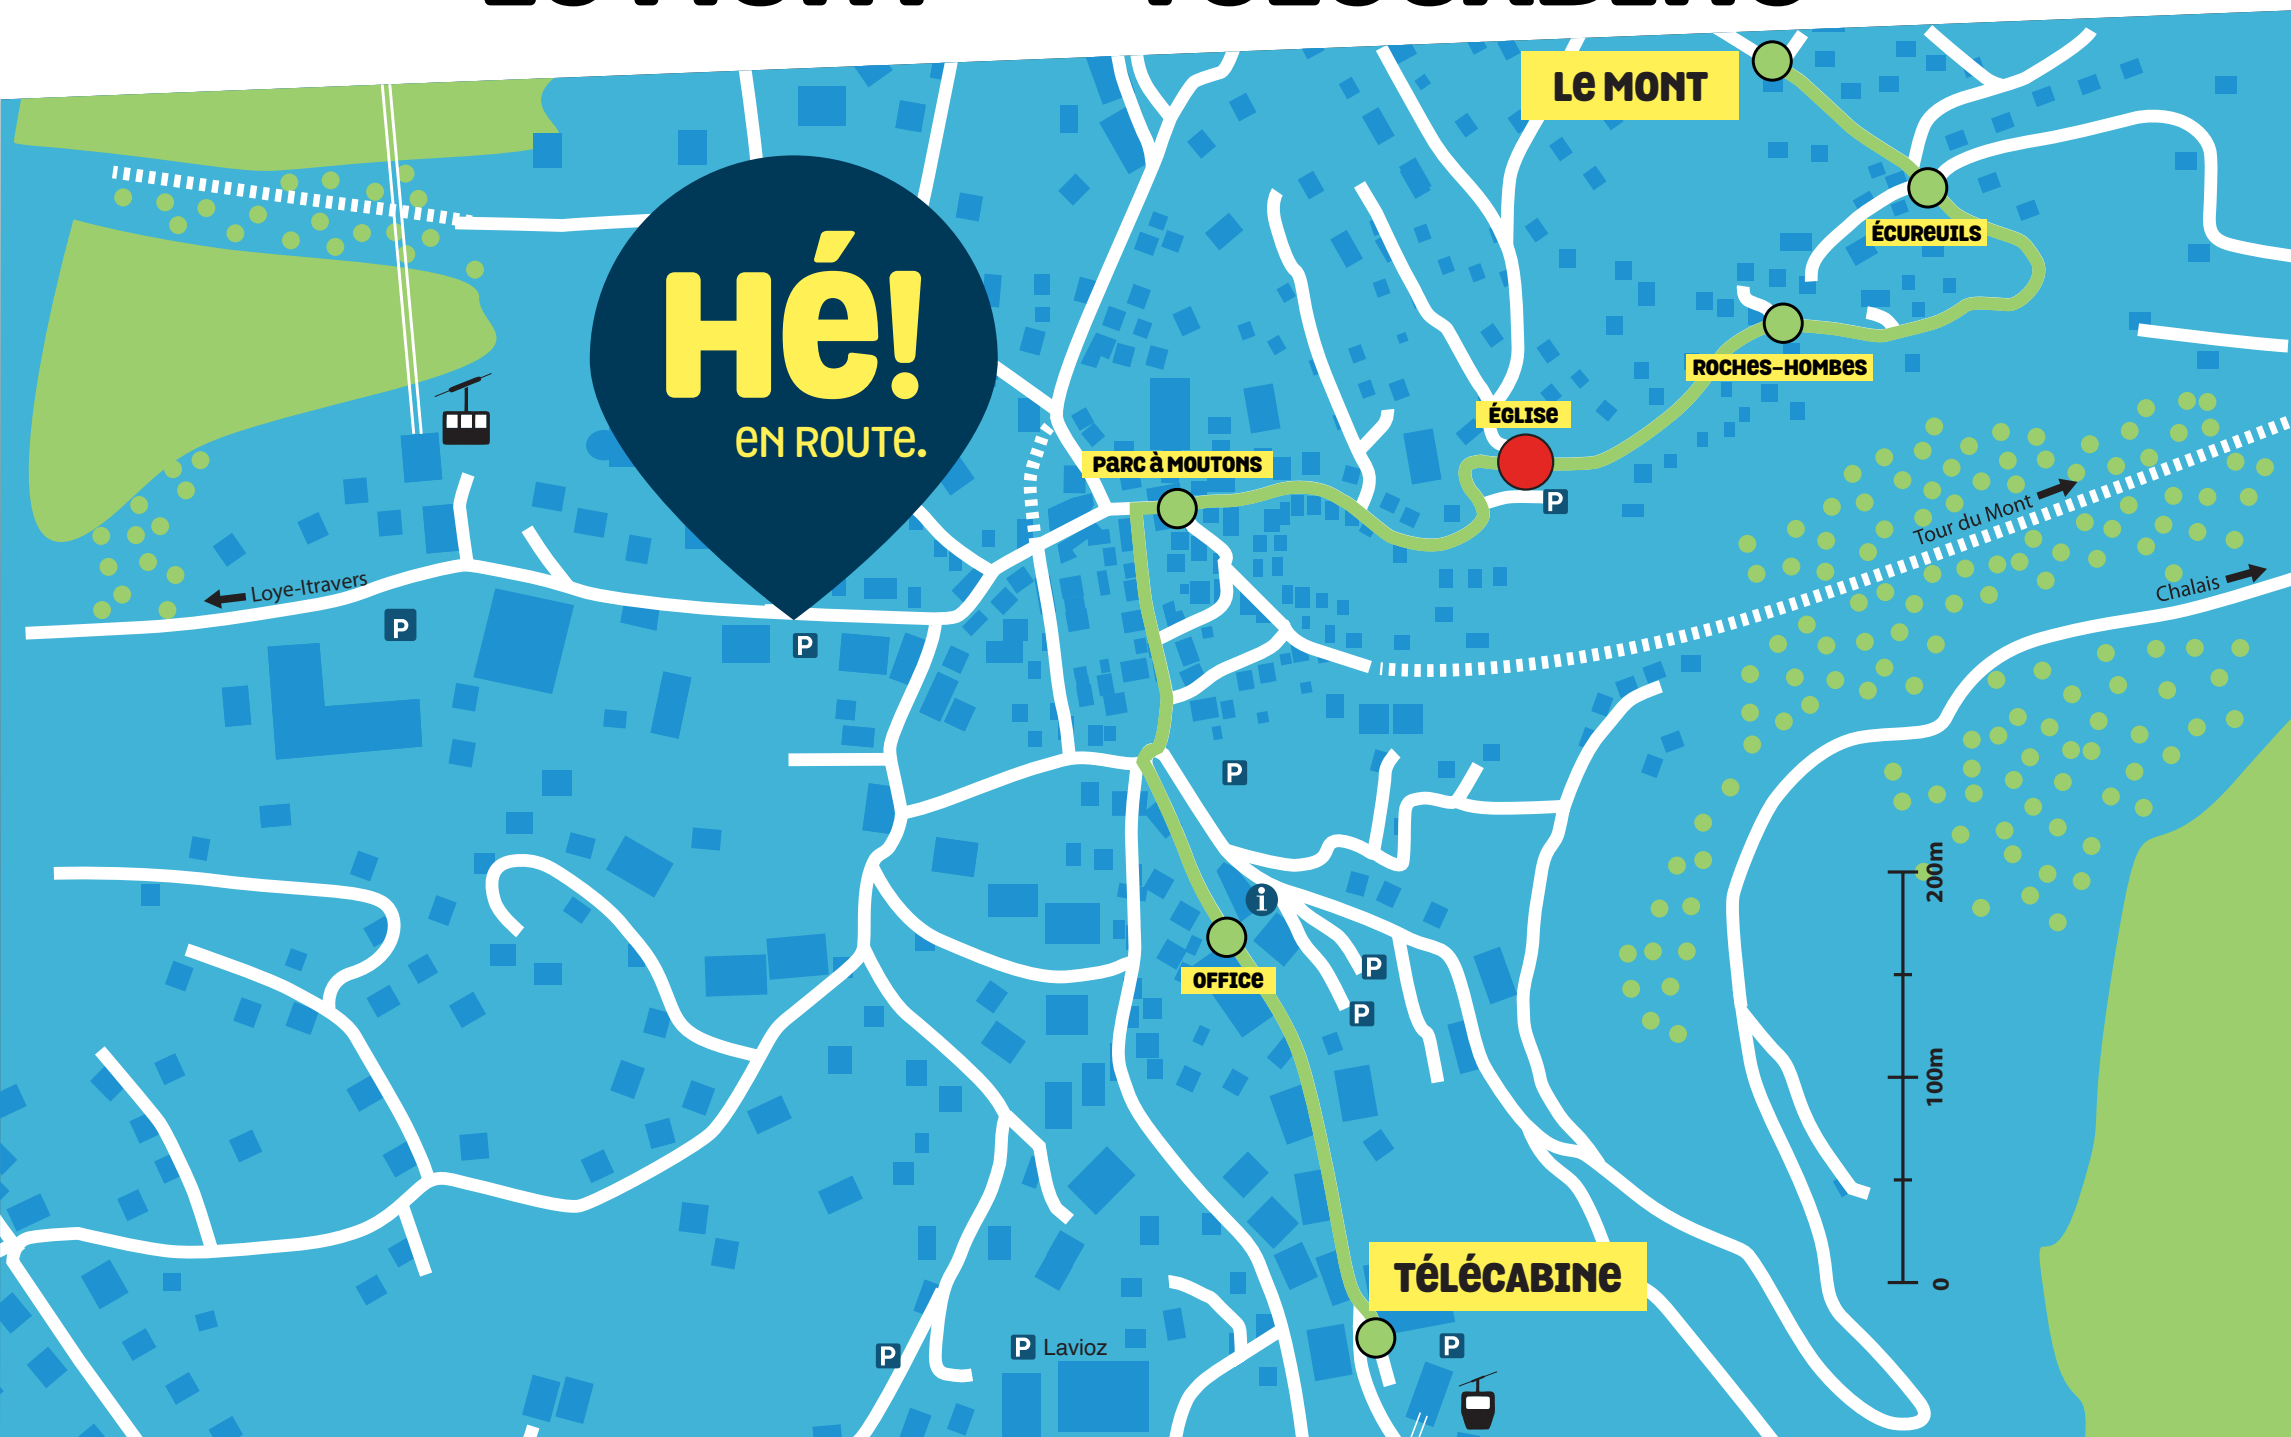 Le MONT
ÉCUReUILS
ROCHes-HOMBes
ÉGLISe
PARC à MOUTONS
P
Hé!
eN ROUTe.
Tour du Mont
Chalais
Loye-Itravers
P
P
P
200m
100m
0
i
OFFICe
P
P
TéLéCABINe
P
P
P Lavioz